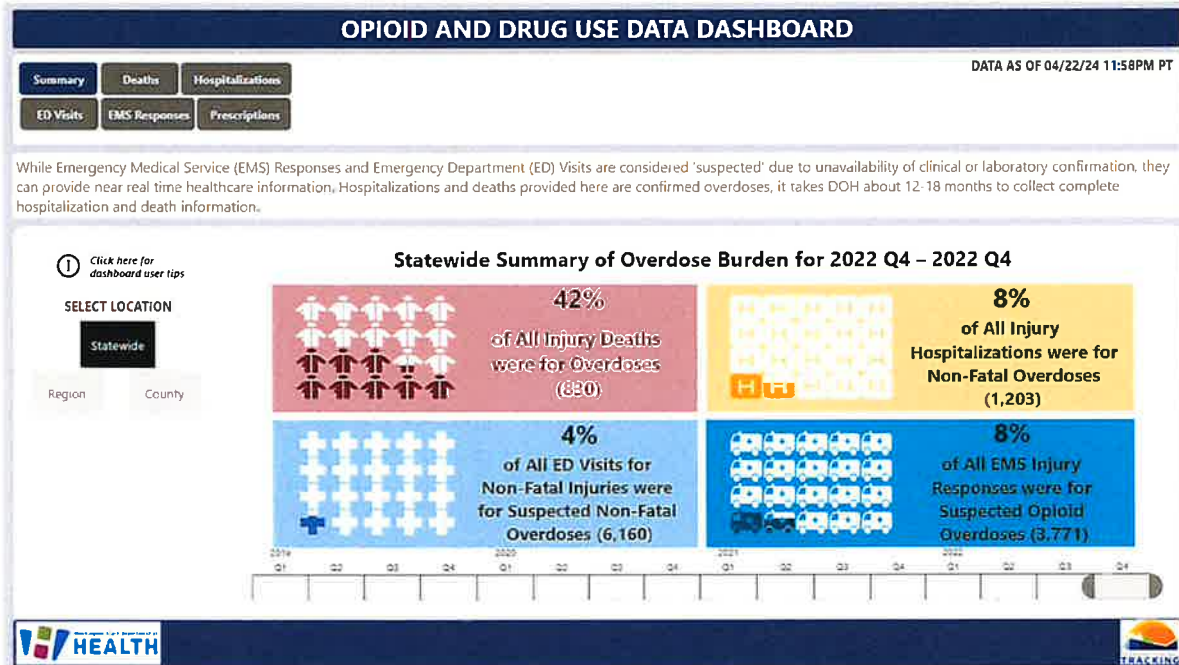 OPIOID AND DRUG USE DATA DASHBOARD
DATA AS OF 04/22/24 11:58PM PT
Summary
Deaths
Hospitalizations
ED Visits
EMS Responses
Prescriptions
While Emergency Medical Service (EMS) Responses and Emergency Department (ED) Visits are considered 'suspected' due to unavailability of clinical or laboratory confirmation, they
can provide near real time healthcare information. Hospitalizations and deaths provided here are confirmed overdoses, it takes DOH about 12-18 months to collect complete
hospitalization and death information.
Click here for
dashboard user tips
SELECT LOCATION
Statewide
Region
County
Statewide Summary of Overdose Burden for 2022 Q4 – 2022 Q4
42%
of All Injury Deaths
were for Overdoses
(830)
8%
of All Injury
Hospitalizations were for
Non-Fatal Overdoses
(1,203)
4%
of All ED Visits for
Non-Fatal Injuries were
for Suspected Non-Fatal
Overdoses (6,160)
8%
of All EMS Injury
Responses were for
Suspected Opioid
Overdoses (3,771)
2019 2020 2021 2022
Q1 Q2 Q3 Q4 Q1 Q2 Q3 Q4 Q1 Q2 Q3 Q4 Q1 Q2 Q3 Q4
HEALTH
TRACKING